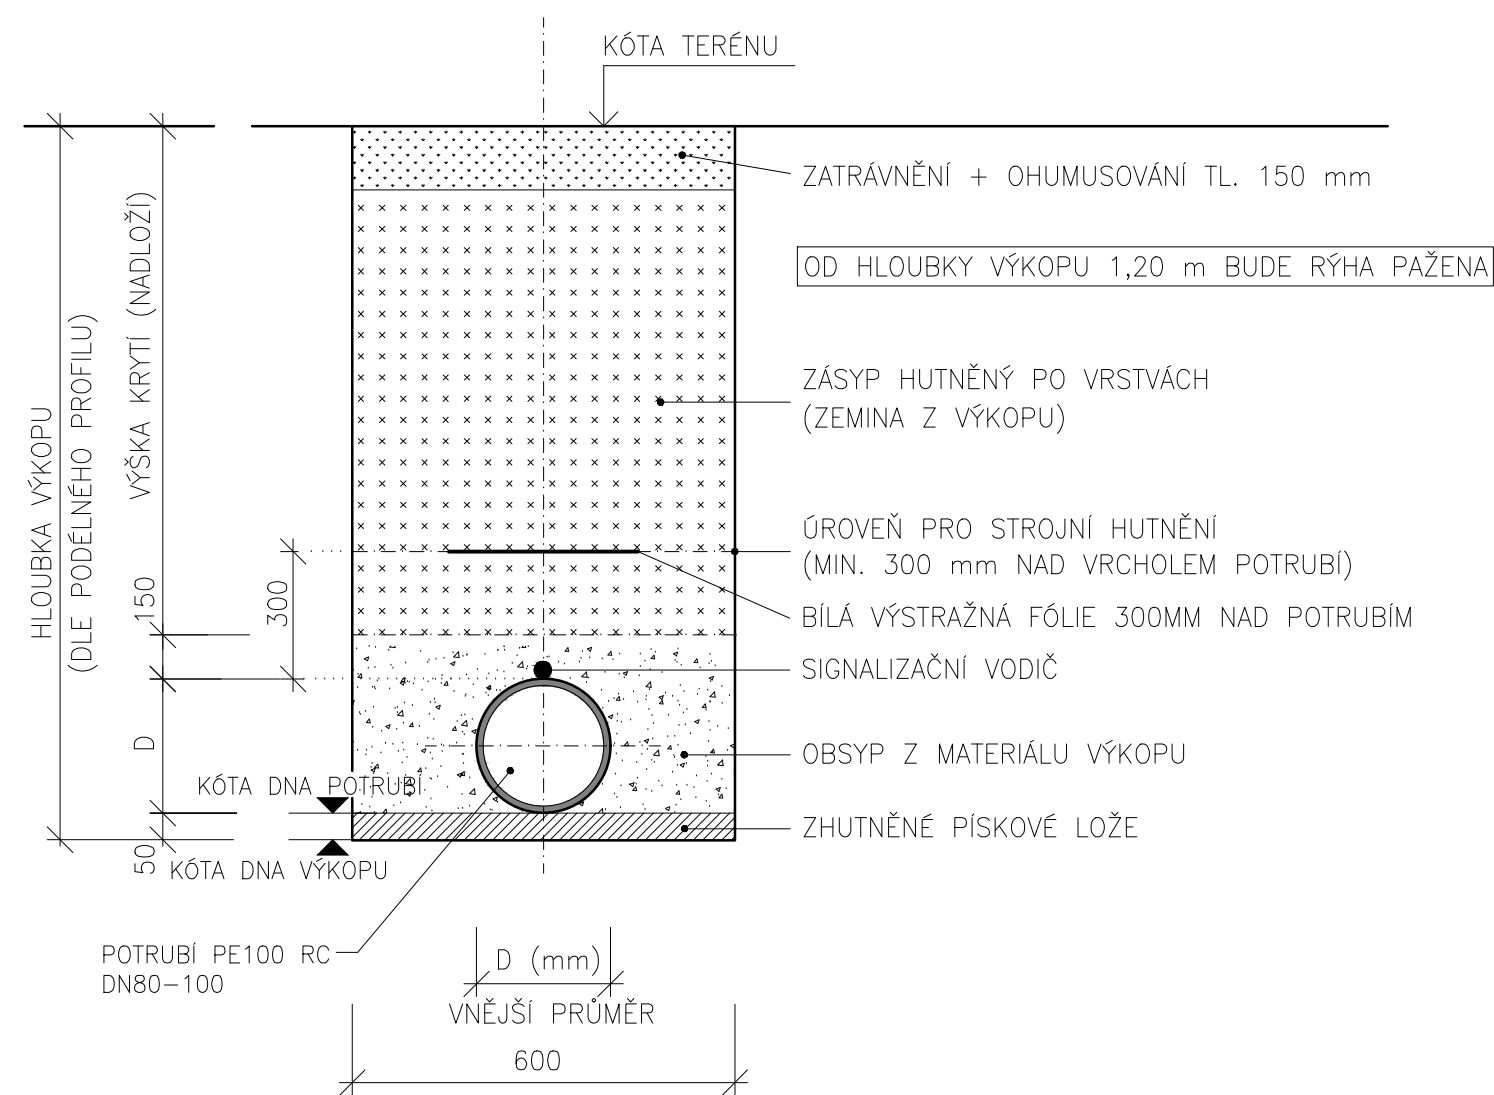 KÓTA TERÉNU
ZATRÁVNĚNÍ + OHUMUSOVÁNÍ TL. 150 mm
OD HLOUBKY VÝKOPU 1,20 m BUDE RÝHA PAŽENA
ZÁSYP HUTNĚNÝ PO VRSTVÁCH
(ZEMINA Z VÝKOPU)
ÚROVEŇ PRO STROJNÍ HUTNĚNÍ
(MIN. 300 mm NAD VRCHOLEM POTRUBÍ)
BÍLÁ VÝSTRAŽNÁ FÓLIE 300MM NAD POTRUBÍM
SIGNALIZAČNÍ VODIČ
OBSYP Z MATERIÁLU VÝKOPU
ZHUTNĚNÉ PÍSKOVÉ LOŽE
HLOUBKA VÝKOPU
(DLE PODÉLNÉHO PROFILU)
VÝŠKA KRYTÍ (NADLOŽÍ)
150
300
D
50
KÓTA DNA POTRUBÍ
KÓTA DNA VÝKOPU
POTRUBÍ PE100 RC
DN80-100
D (mm)
VNĚJŠÍ PRŮMĚR
600